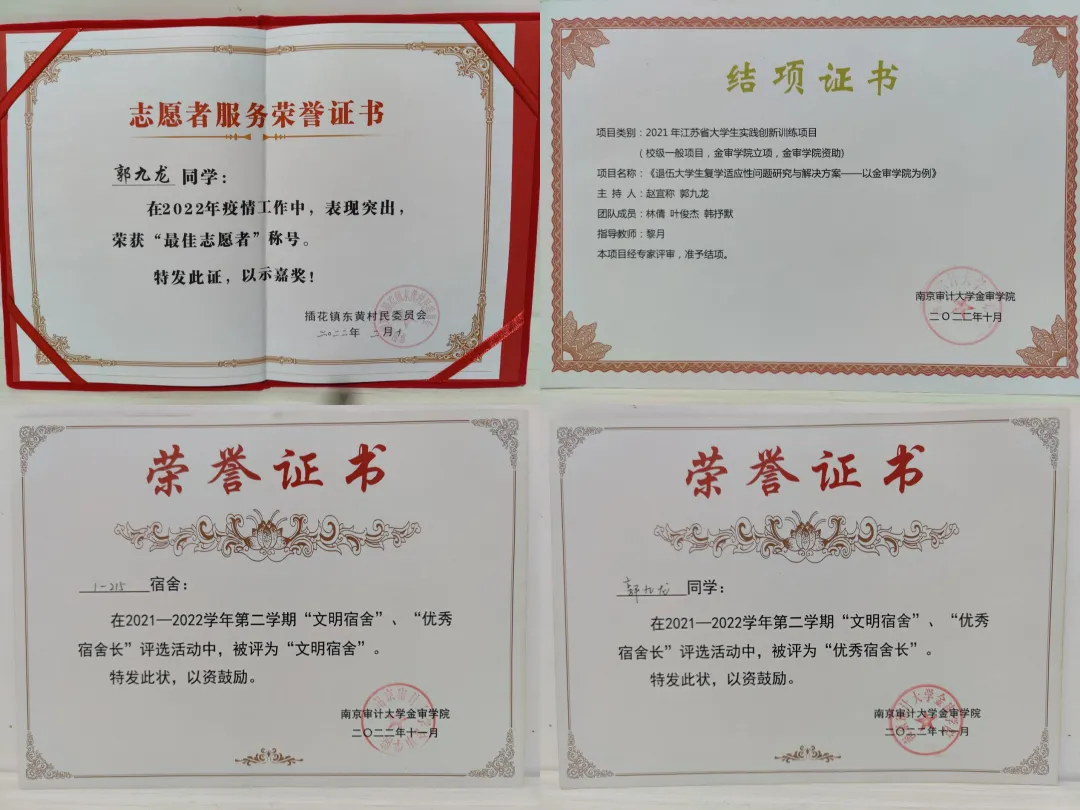 志愿者服务荣誉证书
郭九龙 同学：
在2022年疫情工作中，表现突出，
荣获“最佳志愿者”称号。
特发此证，以示嘉奖！
插花镇东黄村民委员会
二〇二二年 二月
结项证书
项目类别：2021年江苏省大学生实践创新训练项目
（校级一般项目，金审学院立项，金审学院资助）
项目名称：《退伍大学生复学适应性问题研究与解决方案——以金审学院为例》
主 持 人：赵宜称 郭九龙
团队成员：林倩 叶俊杰 韩抒默
指导教师：黎月
本项目经专家评审，准予结项。
南京审计大学金审学院
二〇二二年十月
荣誉证书
1-215 宿舍：
在2021—2022学年第二学期“文明宿舍”、“优秀
宿舍长”评选活动中，被评为“文明宿舍”。
特发此状，以资鼓励。
南京审计大学金审学院
二〇二二年十一月
荣誉证书
郭九龙 同学：
在2021—2022学年第二学期“文明宿舍”、“优秀
宿舍长”评选活动中，被评为“优秀宿舍长”。
特发此状，以资鼓励。
南京审计大学金审学院
二〇二二年十一月